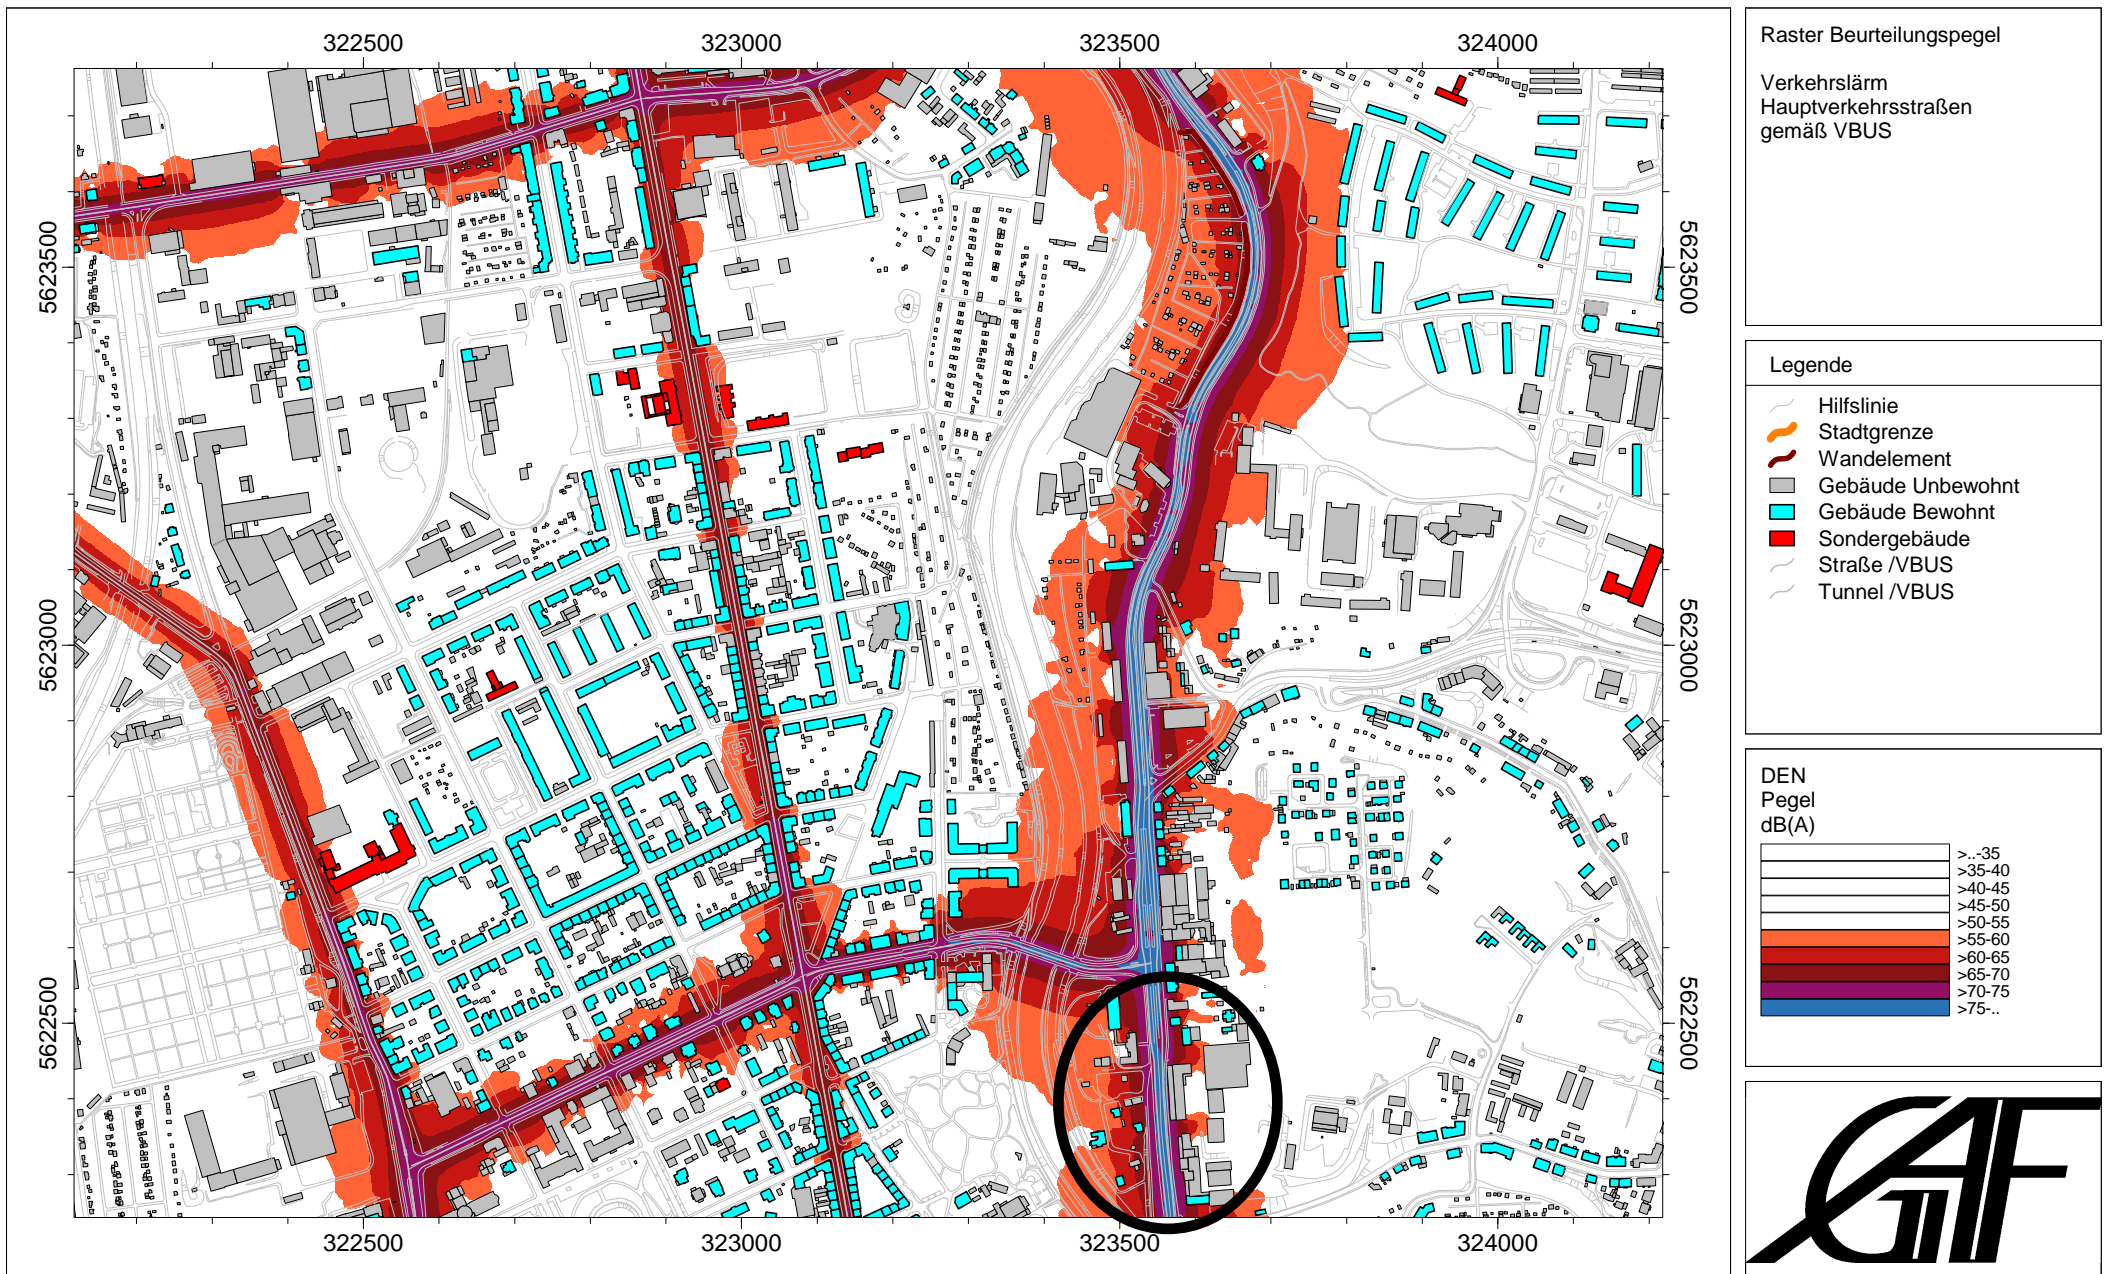 322500 323000 323500 324000
5623500
5623000
5622500
5623500
5623000
5622500
322500 323000 323500 324000
Raster Beurteilungspegel
Verkehrslärm
Hauptverkehrsstraßen
gemäß VBUS
Legende
Hilfslinie
Stadtgrenze
Wandelement
Gebäude Unbewohnt
Gebäude Bewohnt
Sondergebäude
Straße /VBUS
Tunnel /VBUS
DEN
Pegel
dB(A)
>..-35
>35-40
>40-45
>45-50
>50-55
>55-60
>60-65
>65-70
>70-75
>75-..
GAF